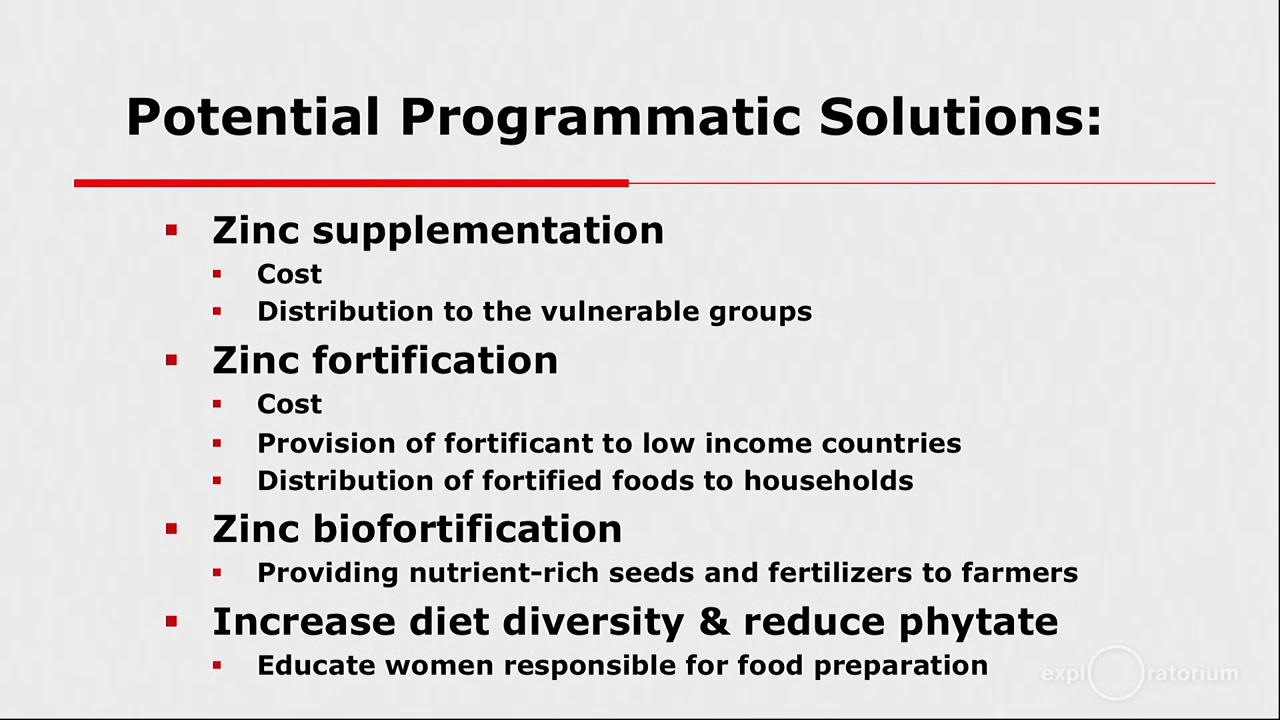 Potential Programmatic Solutions:
Zinc supplementation
Cost
Distribution to the vulnerable groups
Zinc fortification
Cost
Provision of fortificant to low income countries
Distribution of fortified foods to households
Zinc biofortification
Providing nutrient-rich seeds and fertilizers to farmers
Increase diet diversity & reduce phytate
Educate women responsible for food preparation
exploratorium